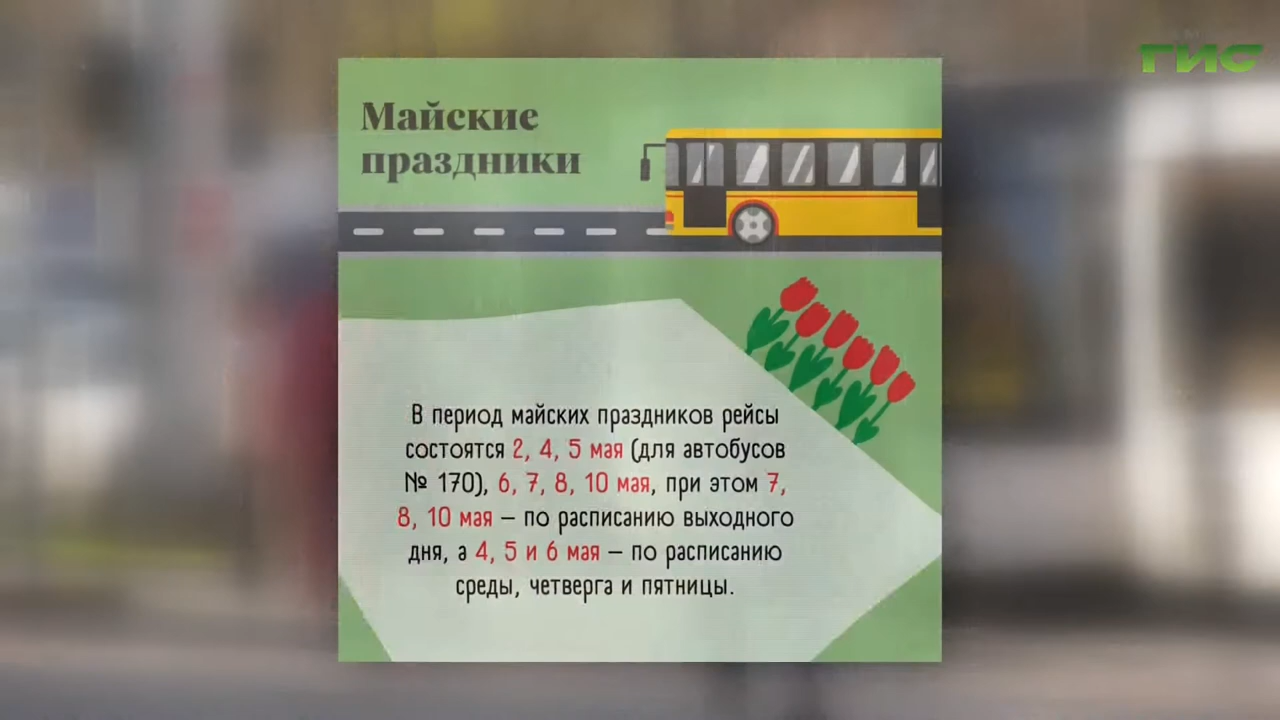 ГИС
Майские
праздники
В период майских праздников рейсы
состоятся 2, 4, 5 мая (для автобусов
№ 170), 6, 7, 8, 10 мая, при этом 7,
8, 10 мая – по расписанию выходного
дня, а 4, 5 и 6 мая – по расписанию
среды, четверга и пятницы.